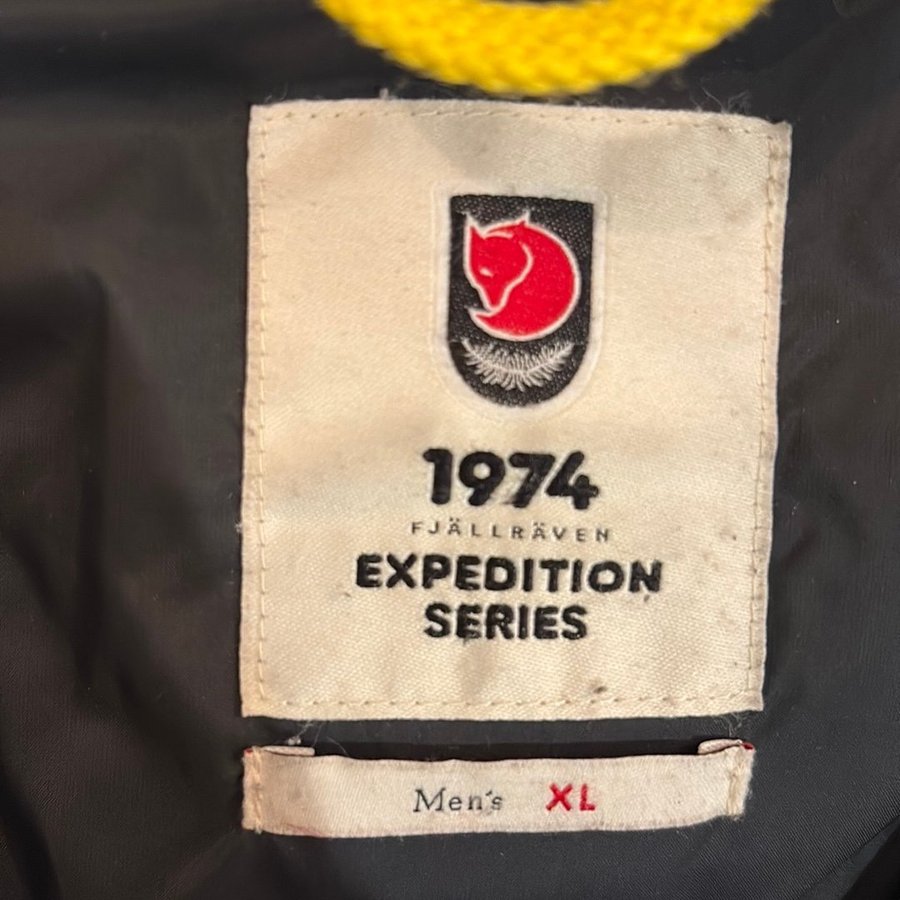 1974
FJÄLLRÄVEN
EXPEDITION
SERIES
Men's XL